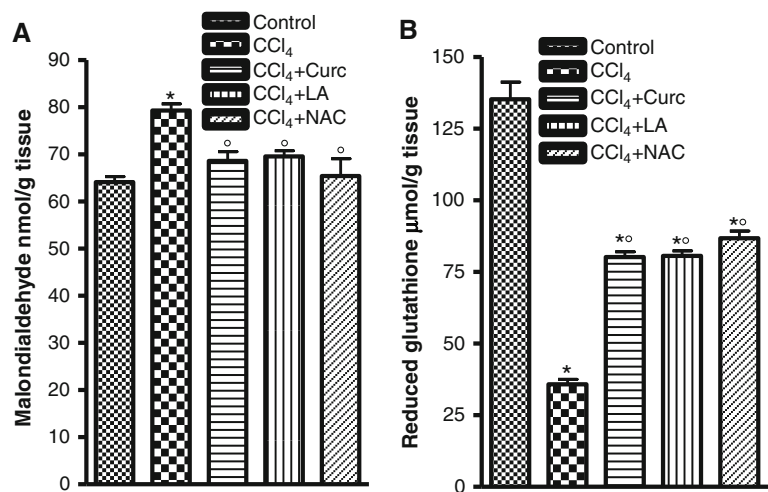 A
Malondialdehyde nmol/g tissue
90
80
70
60
50
40
30
20
10
0
Control
CCl₄
CCl₄+Curc
CCl₄+LA
CCl₄+NAC
*
°
°
°
B
Reduced glutathione μmol/g tissue
150
125
100
75
50
25
0
Control
CCl₄
CCl₄+Curc
CCl₄+LA
CCl₄+NAC
*
*°
*°
*°